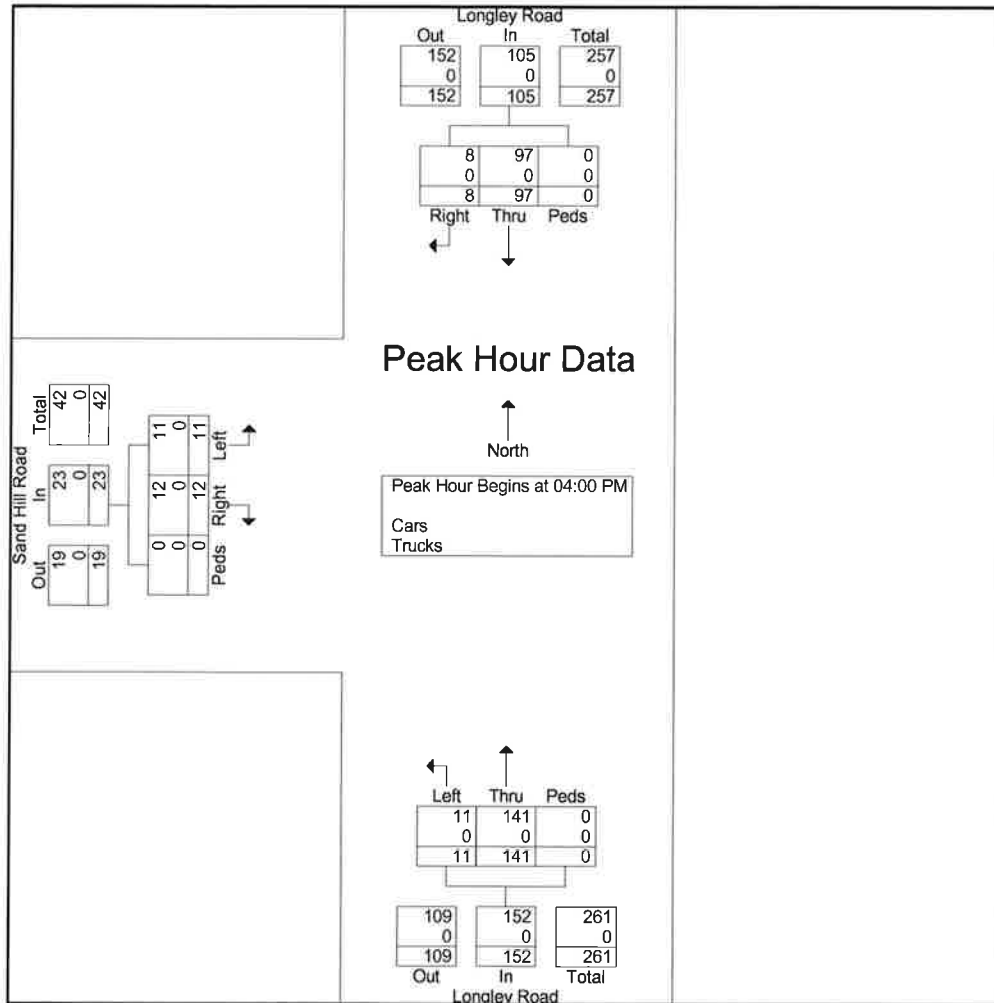 Longley Road
Out In Total
152 105 257
0 0 0
152 105 257
8 97 0
0 0 0
8 97 0
Right Thru Peds
Peak Hour Data
North
Peak Hour Begins at 04:00 PM
Cars
Trucks
Sand Hill Road
Out In Total
19 23 42
0 0 0
19 23 42
0 12 11
0 0 0
0 12 11
Peds Right Left
Left Thru Peds
11 141 0
0 0 0
11 141 0
109 152 261
0 0 0
109 152 261
Out In Total
Longley Road